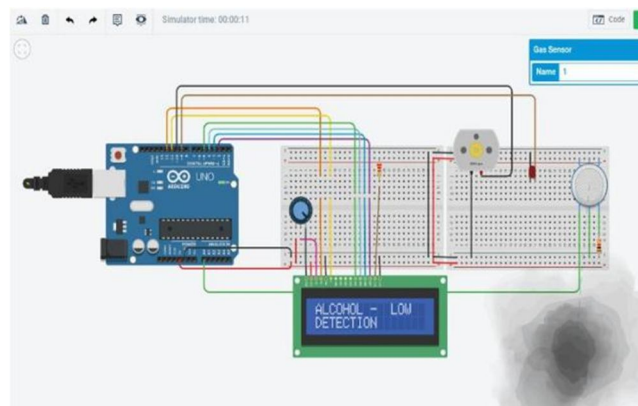 Simulator time: 00:00:11
Code
Gas Sensor
Name 1
UNO
ARDUINO
ALCOHOL - LOW
DETECTION